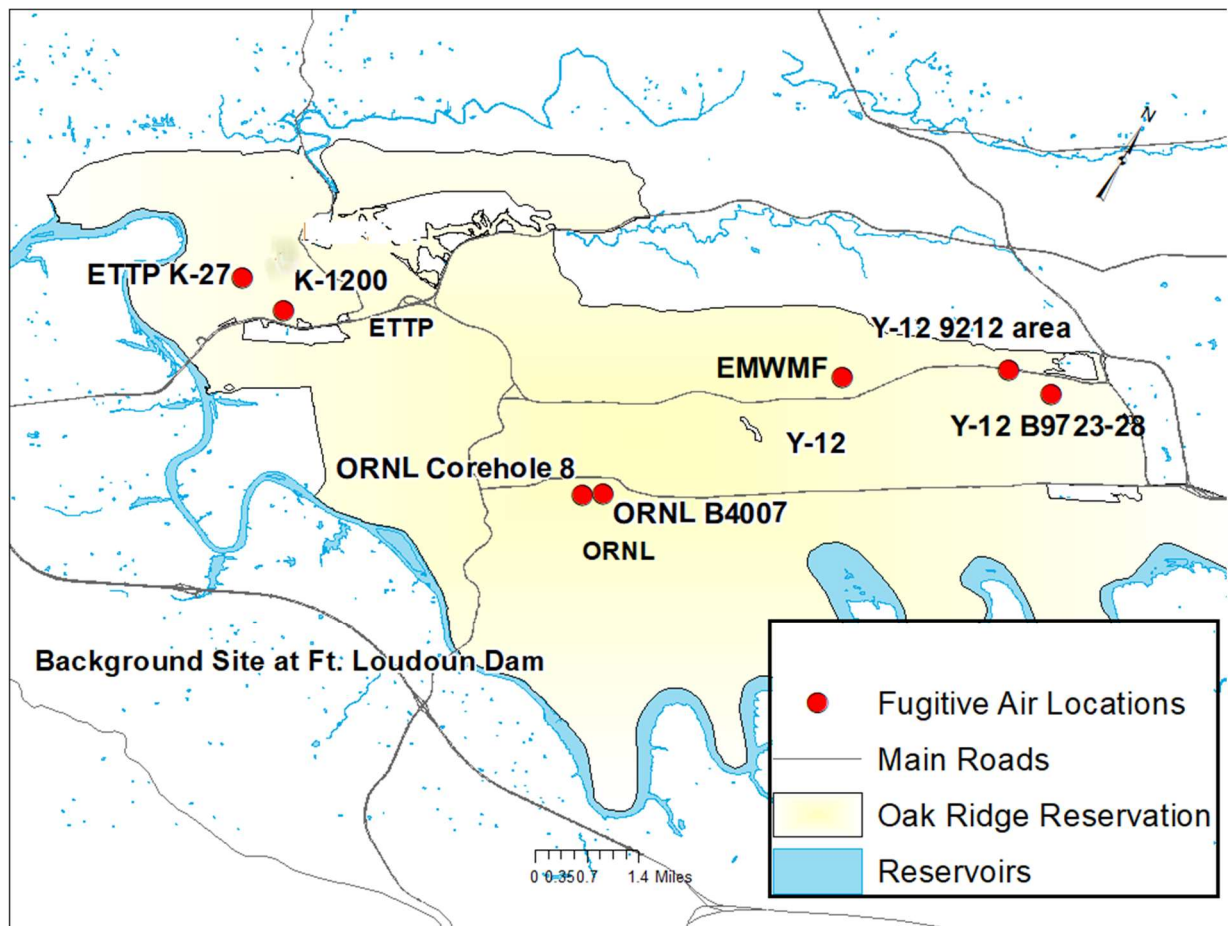 N
ETTP K-27
K-1200
ETTP
Y-12 9212 area
EMWMF
Y-12 B9723-28
Y-12
ORNL Corehole 8
ORNL B4007
ORNL
Background Site at Ft. Loudoun Dam
Fugitive Air Locations
Main Roads
Oak Ridge Reservation
Reservoirs
0 0.35 0.7 1.4 Miles